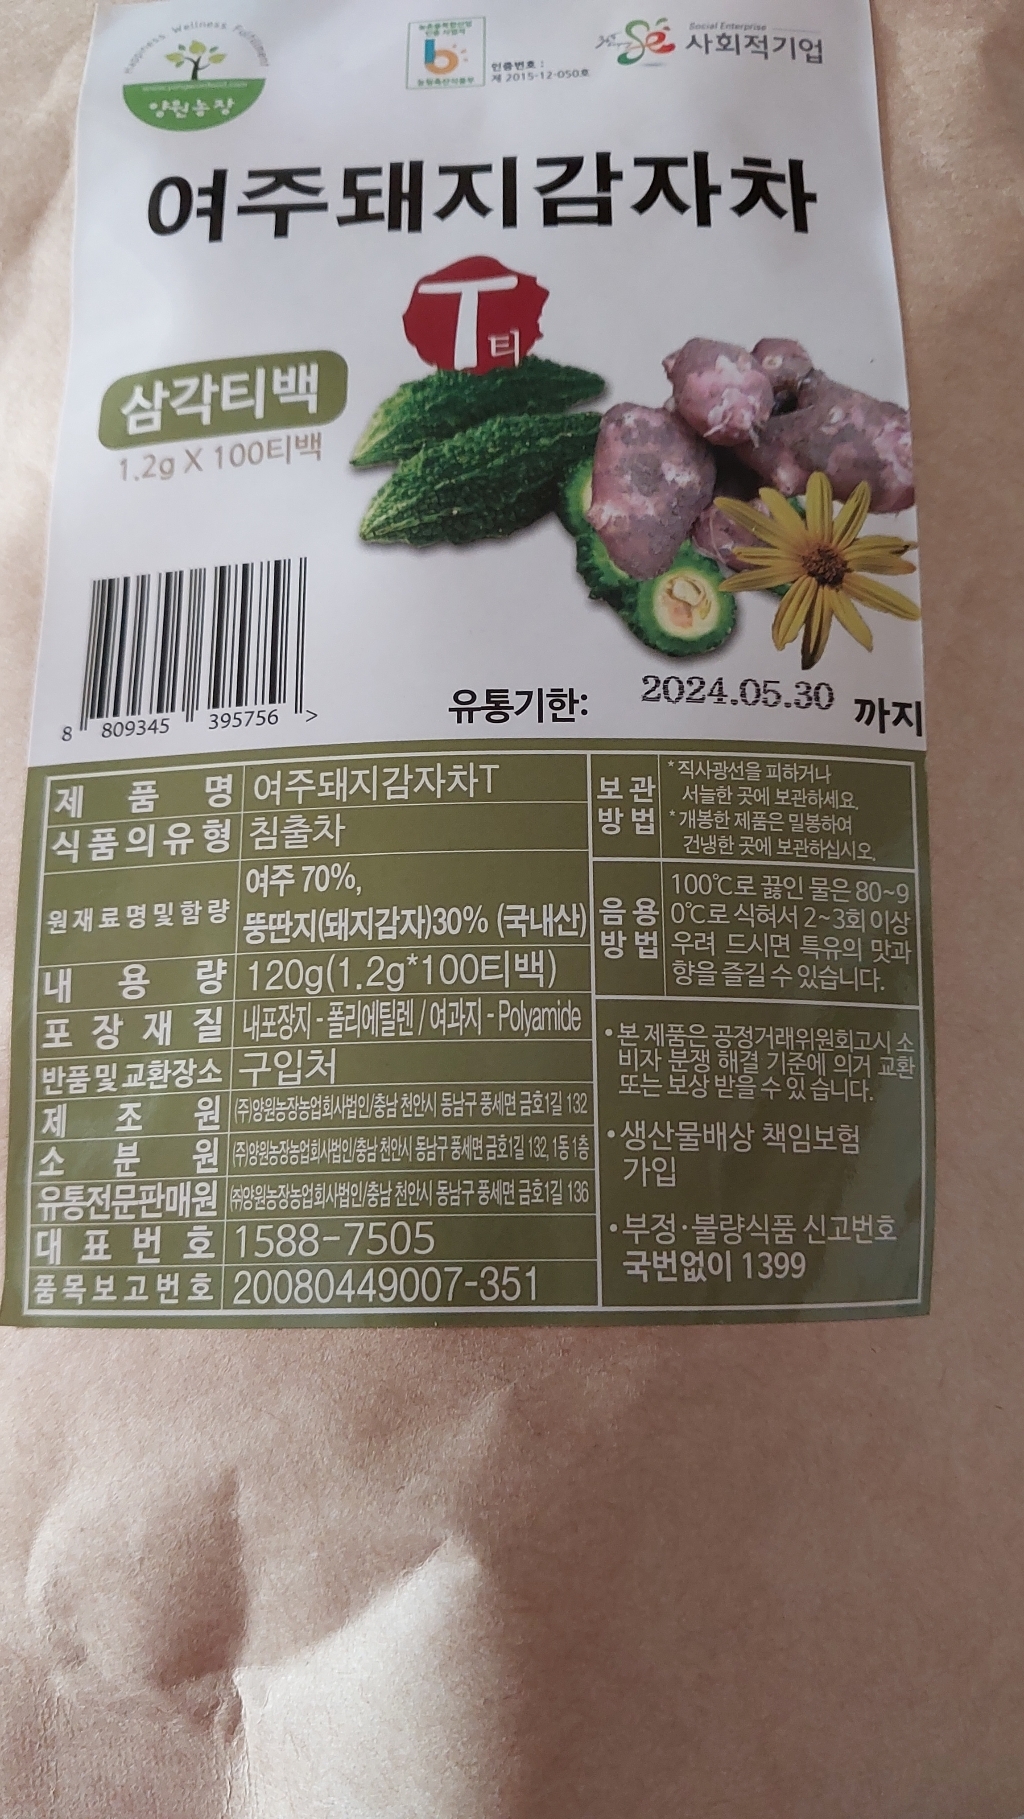 Happiness Wellness Fulfillment
양원농장
인증번호 :
제 2015-12-050호
Social Enterprise
사회적기업
여주돼지감자차
T티
삼각티백
1.2g X 100티백
8 809345 395756 >
유통기한: 2024.05.30 까지
제품명 여주돼지감자차T
식품의유형 침출차
원재료명및함량 여주 70%,
뚱딴지(돼지감자)30% (국내산)
내용량 120g(1.2g*100티백)
포장재질 내포장지 - 폴리에틸렌 / 여과지 - Polyamide
반품및교환장소 구입처
제조원 (주)양원농장농업회사법인/충남 천안시 동남구 풍세면 금호1길 132
소분원 (주)양원농장농업회사법인/충남 천안시 동남구 풍세면 금호1길 132, 1동 1층
유통전문판매원 (주)양원농장농업회사법인/충남 천안시 동남구 풍세면 금호1길 136
대표번호 1588-7505
품목보고번호 20080449007-351
보관
방법
*직사광선을 피하거나
서늘한 곳에 보관하세요.
*개봉한 제품은 밀봉하여
건냉한 곳에 보관하십시오.
음용
방법
100℃로 끓인 물은 80~9
0℃로 식혀서 2~3회 이상
우려 드시면 특유의 맛과
향을 즐길 수 있습니다.
•본 제품은 공정거래위원회고시 소
비자 분쟁 해결 기준에 의거 교환
또는 보상 받을 수 있 습니다.
•생산물배상 책임보험
가입
•부정·불량식품 신고번호
국번없이 1399